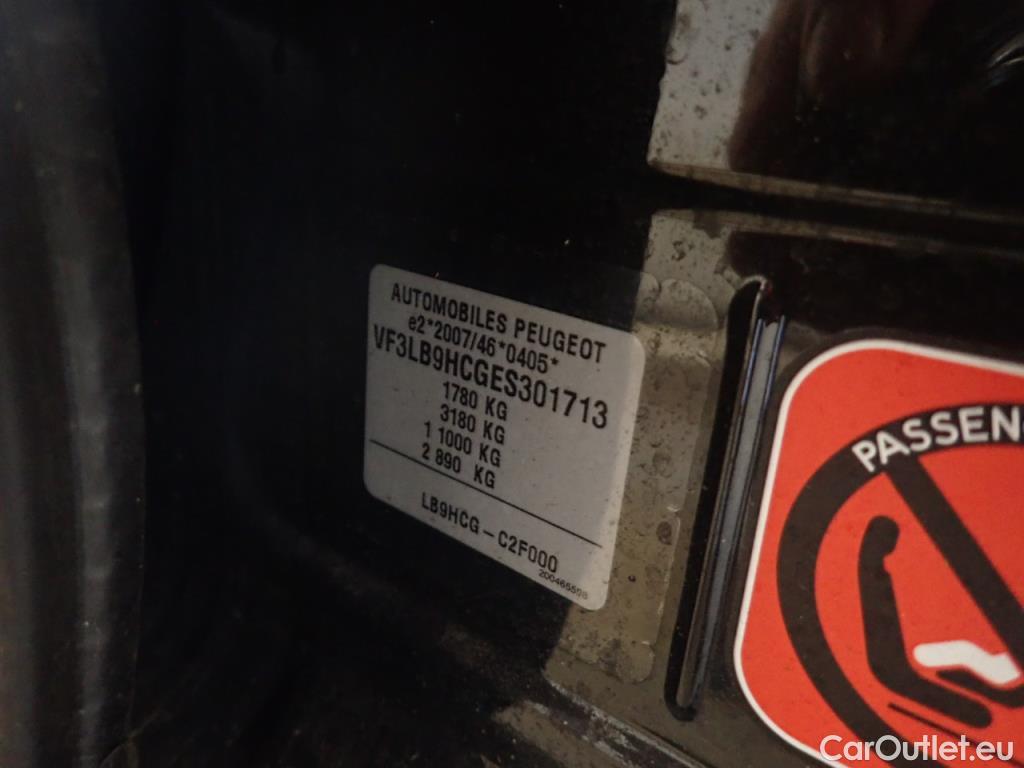 AUTOMOBILES PEUGEOT
e2*2007/46*0405*
VF3LB9HCGES301713
1780 KG
3180 KG
1 1000 KG
2 890 KG
LB9HCG - C2F000
200465598
PASSEN
CarOutlet.eu